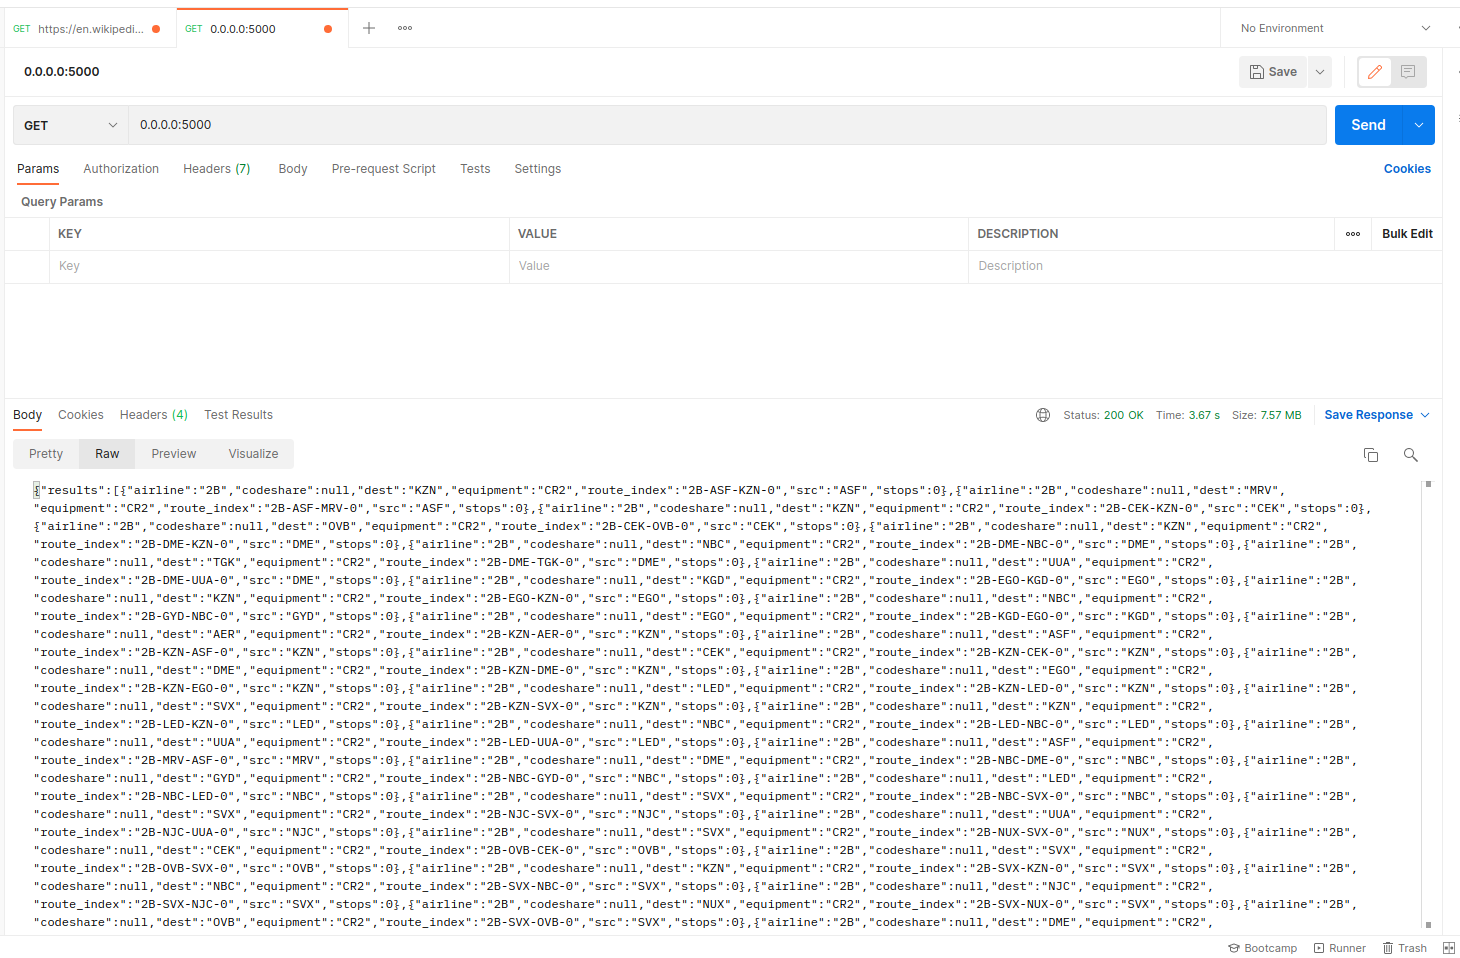 GET https://en.wikipedi... GET 0.0.0.0:5000 No Environment
0.0.0.0:5000 Save
GET 0.0.0.0:5000 Send
Params Authorization Headers (7) Body Pre-request Script Tests Settings Cookies
Query Params
KEY VALUE DESCRIPTION Bulk Edit
Key Value Description
Body Cookies Headers (4) Test Results Status: 200 OK Time: 3.67 s Size: 7.57 MB Save Response
Pretty Raw Preview Visualize
{"results":[{"airline":"2B","codeshare":null,"dest":"KZN","equipment":"CR2","route_index":"2B-ASF-KZN-0","src":"ASF","stops":0},{"airline":"2B","codeshare":null,"dest":"MRV",
"equipment":"CR2","route_index":"2B-ASF-MRV-0","src":"ASF","stops":0},{"airline":"2B","codeshare":null,"dest":"KZN","equipment":"CR2","route_index":"2B-CEK-KZN-0","src":"CEK","stops":0},
{"airline":"2B","codeshare":null,"dest":"OVB","equipment":"CR2","route_index":"2B-CEK-OVB-0","src":"CEK","stops":0},{"airline":"2B","codeshare":null,"dest":"KZN","equipment":"CR2",
"route_index":"2B-DME-KZN-0","src":"DME","stops":0},{"airline":"2B","codeshare":null,"dest":"NBC","equipment":"CR2","route_index":"2B-DME-NBC-0","src":"DME","stops":0},{"airline":"2B",
"codeshare":null,"dest":"TGK","equipment":"CR2","route_index":"2B-DME-TGK-0","src":"DME","stops":0},{"airline":"2B","codeshare":null,"dest":"UUA","equipment":"CR2",
"route_index":"2B-DME-UUA-0","src":"DME","stops":0},{"airline":"2B","codeshare":null,"dest":"KGD","equipment":"CR2","route_index":"2B-EGO-KGD-0","src":"EGO","stops":0},{"airline":"2B",
"codeshare":null,"dest":"KZN","equipment":"CR2","route_index":"2B-EGO-KZN-0","src":"EGO","stops":0},{"airline":"2B","codeshare":null,"dest":"NBC","equipment":"CR2",
"route_index":"2B-GYD-NBC-0","src":"GYD","stops":0},{"airline":"2B","codeshare":null,"dest":"EGO","equipment":"CR2","route_index":"2B-KGD-EGO-0","src":"KGD","stops":0},{"airline":"2B",
"codeshare":null,"dest":"AER","equipment":"CR2","route_index":"2B-KZN-AER-0","src":"KZN","stops":0},{"airline":"2B","codeshare":null,"dest":"ASF","equipment":"CR2",
"route_index":"2B-KZN-ASF-0","src":"KZN","stops":0},{"airline":"2B","codeshare":null,"dest":"CEK","equipment":"CR2","route_index":"2B-KZN-CEK-0","src":"KZN","stops":0},{"airline":"2B",
"codeshare":null,"dest":"DME","equipment":"CR2","route_index":"2B-KZN-DME-0","src":"KZN","stops":0},{"airline":"2B","codeshare":null,"dest":"EGO","equipment":"CR2",
"route_index":"2B-KZN-EGO-0","src":"KZN","stops":0},{"airline":"2B","codeshare":null,"dest":"LED","equipment":"CR2","route_index":"2B-KZN-LED-0","src":"KZN","stops":0},{"airline":"2B",
"codeshare":null,"dest":"SVX","equipment":"CR2","route_index":"2B-KZN-SVX-0","src":"KZN","stops":0},{"airline":"2B","codeshare":null,"dest":"KZN","equipment":"CR2",
"route_index":"2B-LED-KZN-0","src":"LED","stops":0},{"airline":"2B","codeshare":null,"dest":"NBC","equipment":"CR2","route_index":"2B-LED-NBC-0","src":"LED","stops":0},{"airline":"2B",
"codeshare":null,"dest":"UUA","equipment":"CR2","route_index":"2B-LED-UUA-0","src":"LED","stops":0},{"airline":"2B","codeshare":null,"dest":"ASF","equipment":"CR2",
"route_index":"2B-MRV-ASF-0","src":"MRV","stops":0},{"airline":"2B","codeshare":null,"dest":"DME","equipment":"CR2","route_index":"2B-NBC-DME-0","src":"NBC","stops":0},{"airline":"2B",
"codeshare":null,"dest":"GYD","equipment":"CR2","route_index":"2B-NBC-GYD-0","src":"NBC","stops":0},{"airline":"2B","codeshare":null,"dest":"LED","equipment":"CR2",
"route_index":"2B-NBC-LED-0","src":"NBC","stops":0},{"airline":"2B","codeshare":null,"dest":"SVX","equipment":"CR2","route_index":"2B-NBC-SVX-0","src":"NBC","stops":0},{"airline":"2B",
"codeshare":null,"dest":"SVX","equipment":"CR2","route_index":"2B-NJC-SVX-0","src":"NJC","stops":0},{"airline":"2B","codeshare":null,"dest":"UUA","equipment":"CR2",
"route_index":"2B-NJC-UUA-0","src":"NJC","stops":0},{"airline":"2B","codeshare":null,"dest":"SVX","equipment":"CR2","route_index":"2B-NUX-SVX-0","src":"NUX","stops":0},{"airline":"2B",
"codeshare":null,"dest":"CEK","equipment":"CR2","route_index":"2B-OVB-CEK-0","src":"OVB","stops":0},{"airline":"2B","codeshare":null,"dest":"SVX","equipment":"CR2",
"route_index":"2B-OVB-SVX-0","src":"OVB","stops":0},{"airline":"2B","codeshare":null,"dest":"KZN","equipment":"CR2","route_index":"2B-SVX-KZN-0","src":"SVX","stops":0},{"airline":"2B",
"codeshare":null,"dest":"NBC","equipment":"CR2","route_index":"2B-SVX-NBC-0","src":"SVX","stops":0},{"airline":"2B","codeshare":null,"dest":"NJC","equipment":"CR2",
"route_index":"2B-SVX-NJC-0","src":"SVX","stops":0},{"airline":"2B","codeshare":null,"dest":"NUX","equipment":"CR2","route_index":"2B-SVX-NUX-0","src":"SVX","stops":0},{"airline":"2B",
"codeshare":null,"dest":"OVB","equipment":"CR2","route_index":"2B-SVX-OVB-0","src":"SVX","stops":0},{"airline":"2B","codeshare":null,"dest":"DME","equipment":"CR2",
Bootcamp Runner Trash